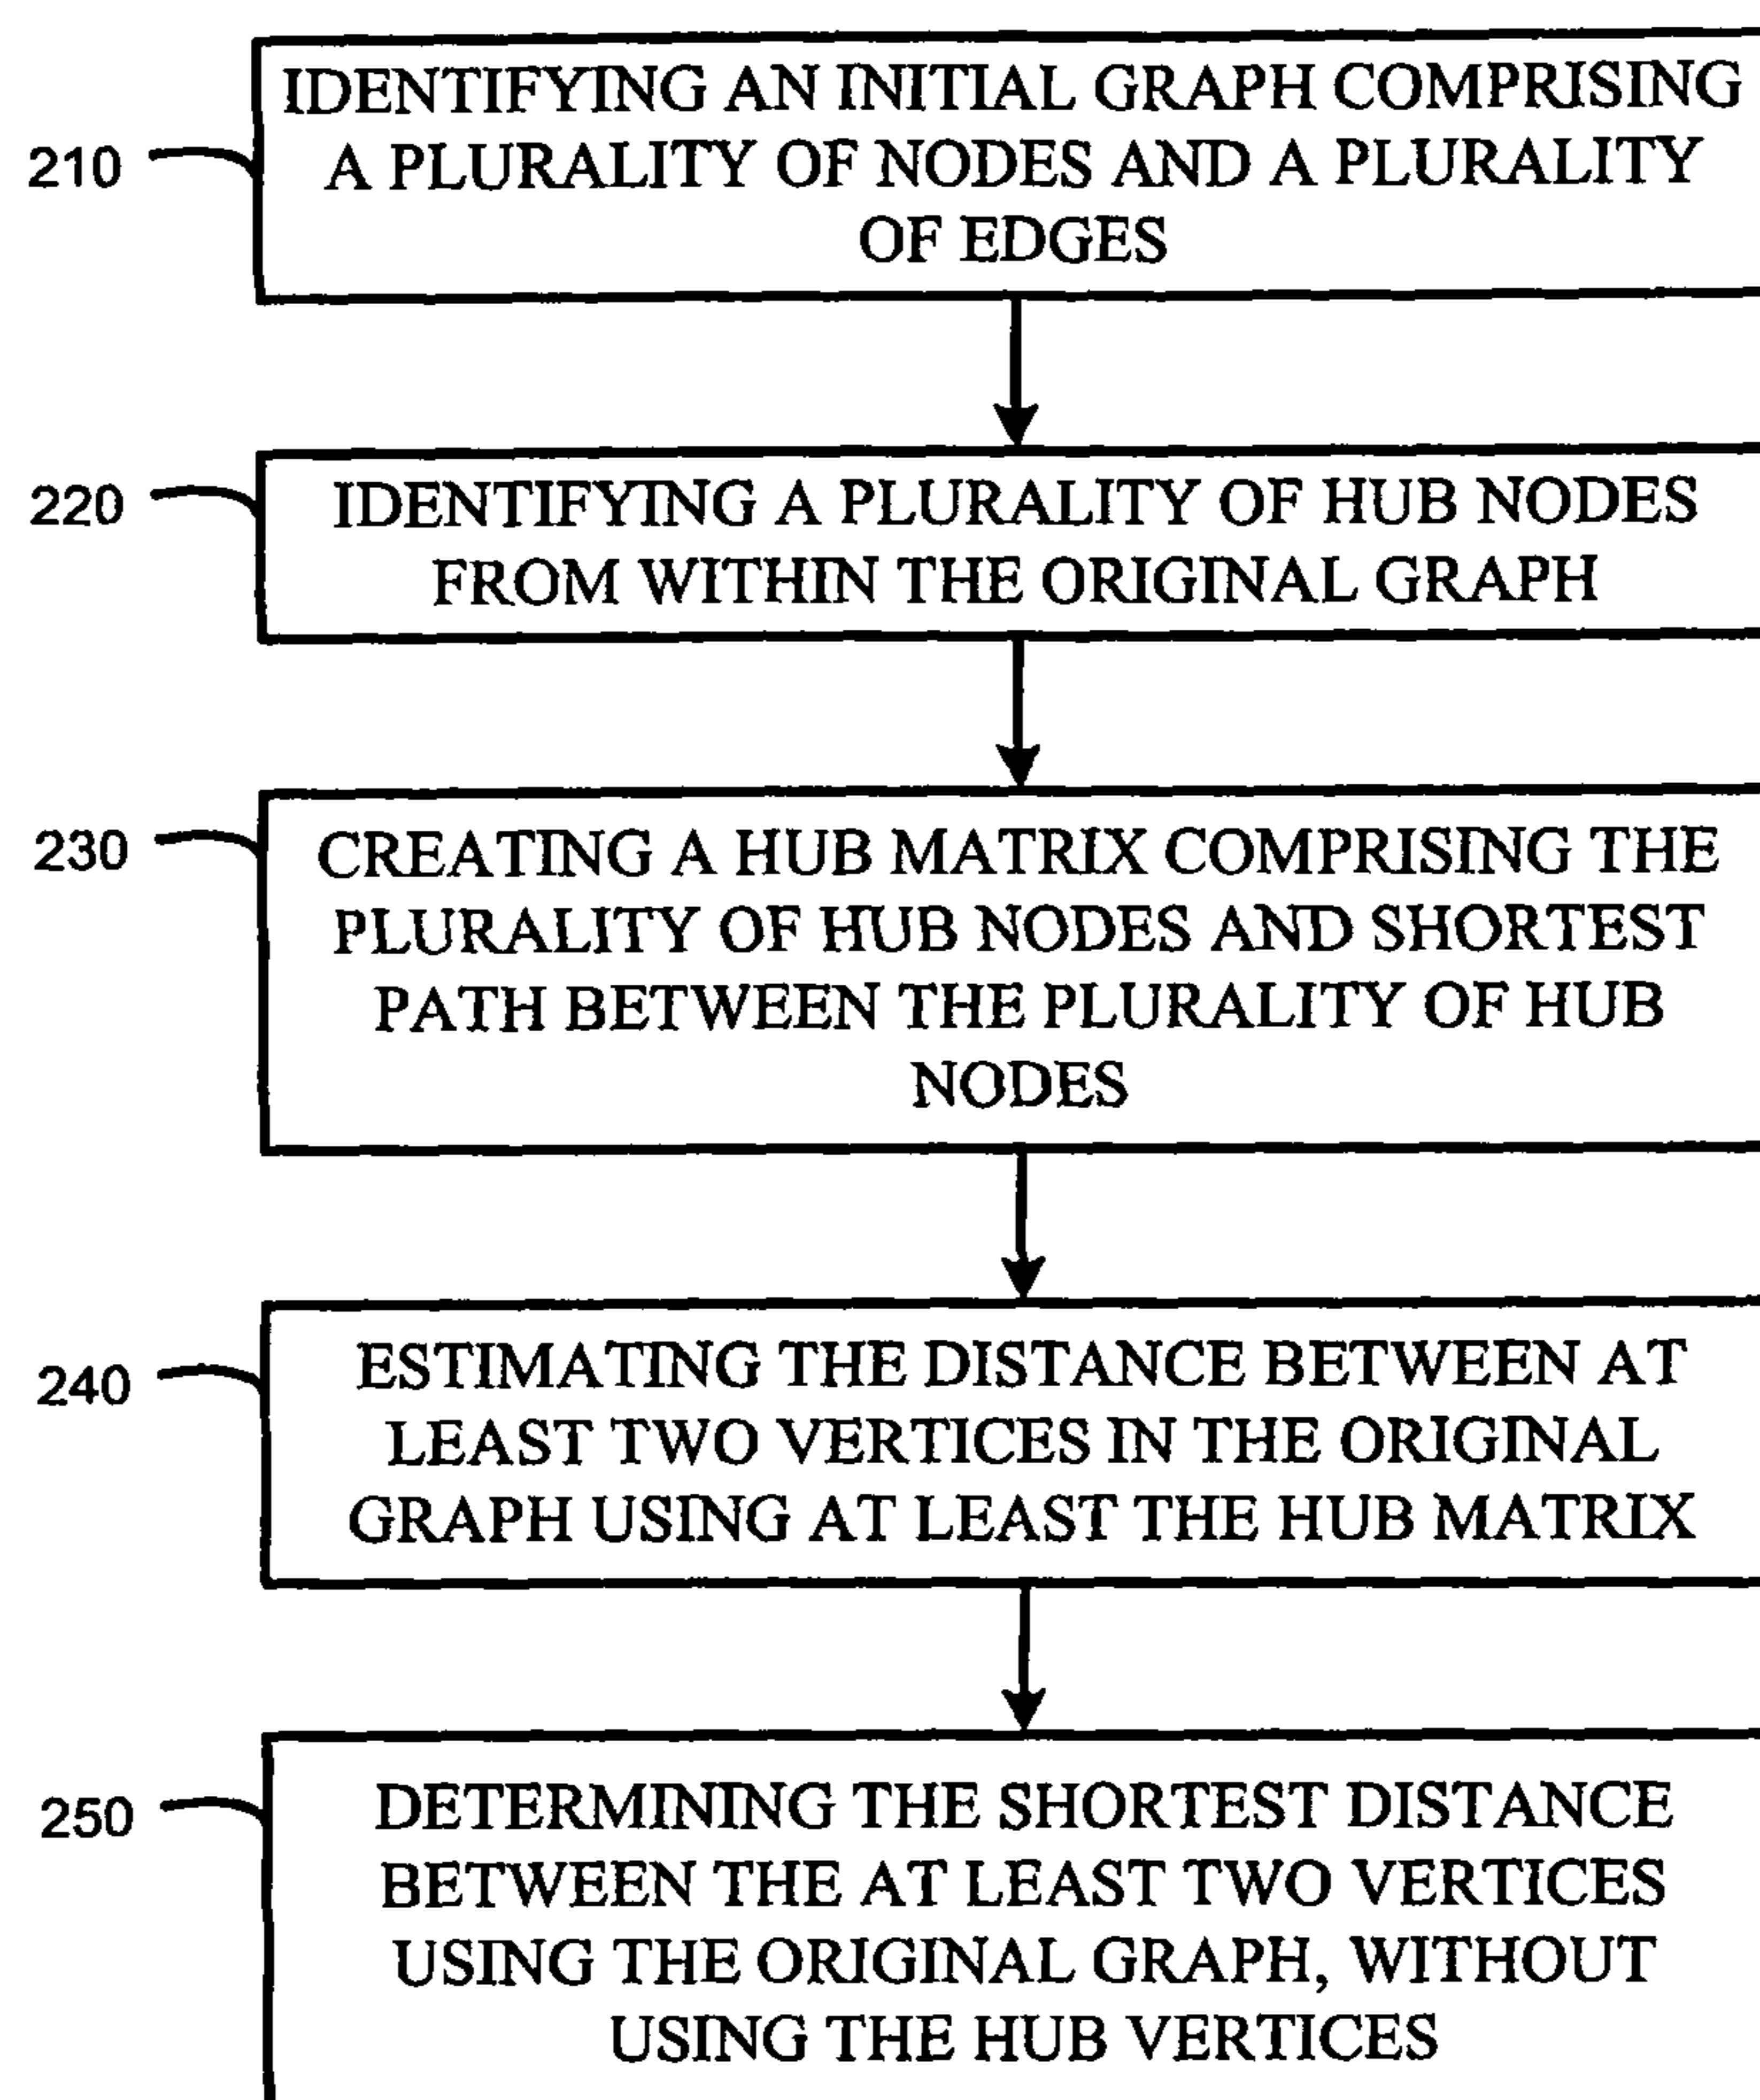 210
IDENTIFYING AN INITIAL GRAPH COMPRISING
A PLURALITY OF NODES AND A PLURALITY
OF EDGES
220
IDENTIFYING A PLURALITY OF HUB NODES
FROM WITHIN THE ORIGINAL GRAPH
230
CREATING A HUB MATRIX COMPRISING THE
PLURALITY OF HUB NODES AND SHORTEST
PATH BETWEEN THE PLURALITY OF HUB
NODES
240
ESTIMATING THE DISTANCE BETWEEN AT
LEAST TWO VERTICES IN THE ORIGINAL
GRAPH USING AT LEAST THE HUB MATRIX
250
DETERMINING THE SHORTEST DISTANCE
BETWEEN THE AT LEAST TWO VERTICES
USING THE ORIGINAL GRAPH, WITHOUT
USING THE HUB VERTICES